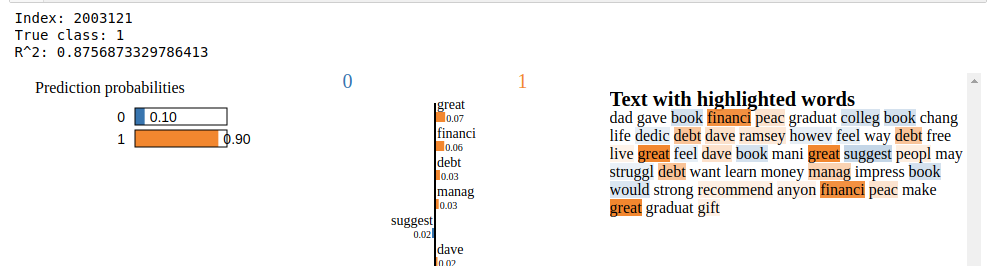 Index: 2003121
True class: 1
R^2: 0.8756873329786413
Prediction probabilities
0 0.10
1 0.90
0 1
great
0.07
financi
0.06
debt
0.03
manag
0.03
suggest
0.02
dave
0.02
Text with highlighted words
dad gave book financi peac graduat colleg book chang
life dedic debt dave ramsey howev feel way debt free
live great feel dave book mani great suggest peopl may
struggl debt want learn money manag impress book
would strong recommend anyon financi peac make
great graduat gift